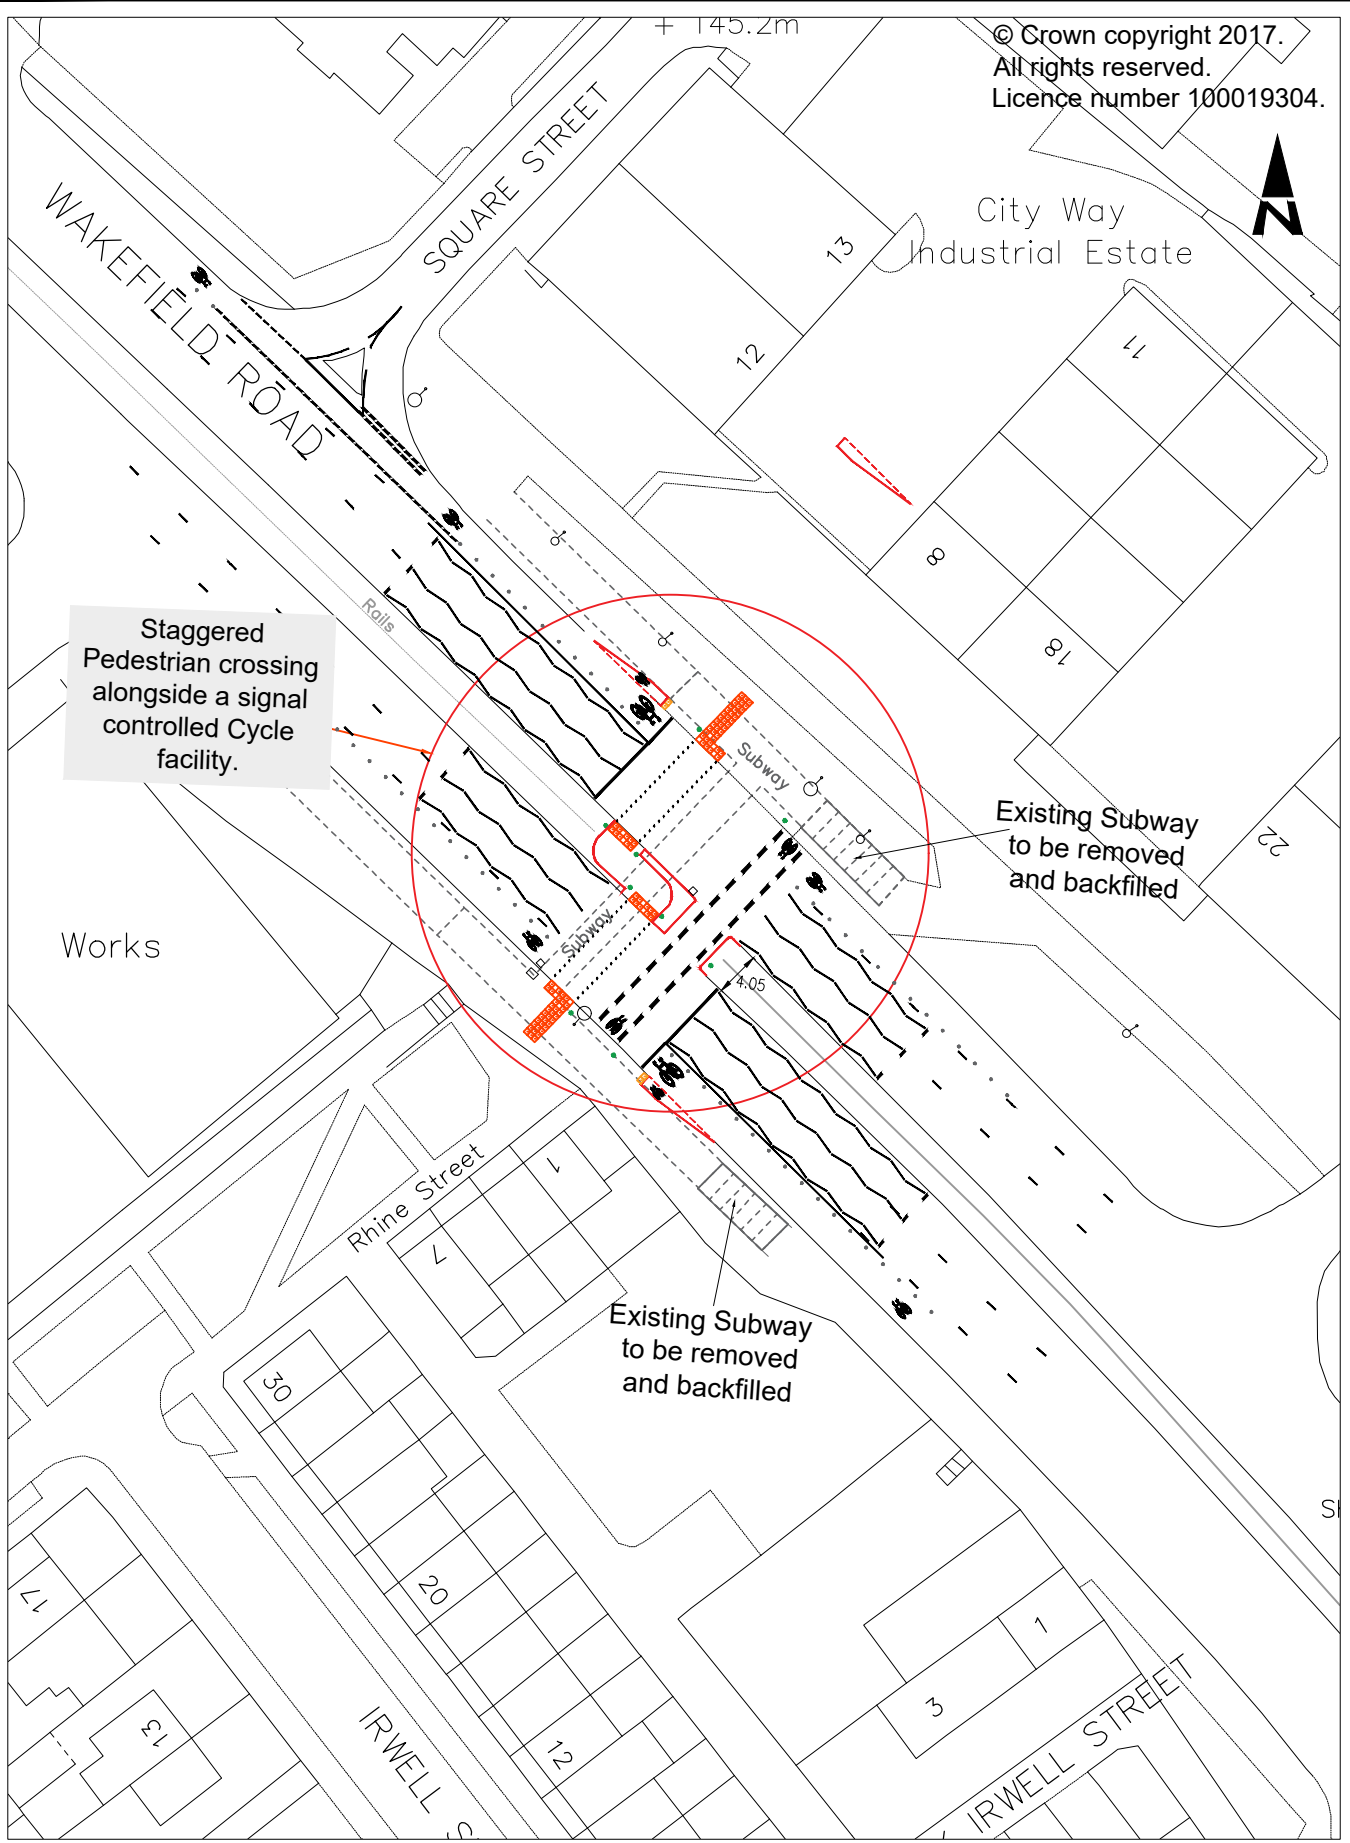 + 145.2m
© Crown copyright 2017.
All rights reserved.
Licence number 100019304.
N
SQUARE STREET
WAKEFIELD ROAD
City Way
Industrial Estate
13
12
11
8
18
22
Rails
Staggered
Pedestrian crossing
alongside a signal
controlled Cycle
facility.
Subway
Existing Subway
to be removed
and backfilled
Works
Subway
4.05
Rhine Street
1
7
Existing Subway
to be removed
and backfilled
30
20
12
17
13
IRWELL S
1
3
IRWELL STREET